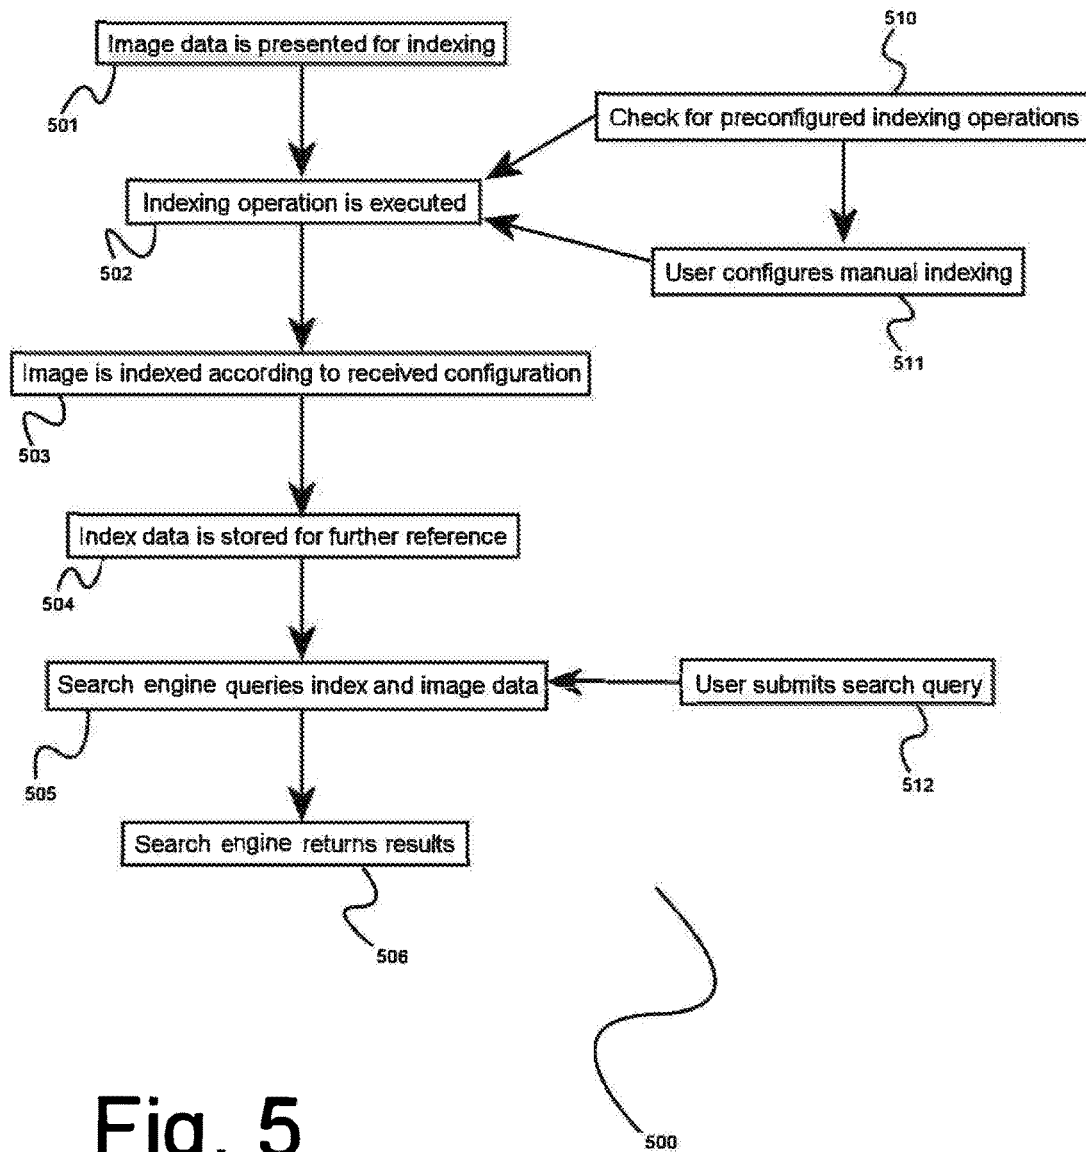 Image data is presented for indexing
510
501
Check for preconfigured indexing operations
Indexing operation is executed
502
User configures manual indexing
511
Image is indexed according to received configuration
503
Index data is stored for further reference
504
Search engine queries index and image data
User submits search query
505
512
Search engine returns results
506
Fig. 5
500